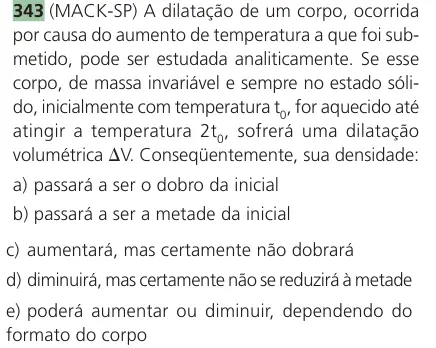 343 (MACK-SP) A dilatação de um corpo, ocorrida
por causa do aumento de temperatura a que foi sub-
metido, pode ser estudada analiticamente. Se esse
corpo, de massa invariável e sempre no estado sóli-
do, inicialmente com temperatura t₀, for aquecido até
atingir a temperatura 2t₀, sofrerá uma dilatação
volumétrica ΔV. Conseqüentemente, sua densidade:
a) passará a ser o dobro da inicial
b) passará a ser a metade da inicial
c) aumentará, mas certamente não dobrará
d) diminuirá, mas certamente não se reduzirá à metade
e) poderá aumentar ou diminuir, dependendo do
formato do corpo